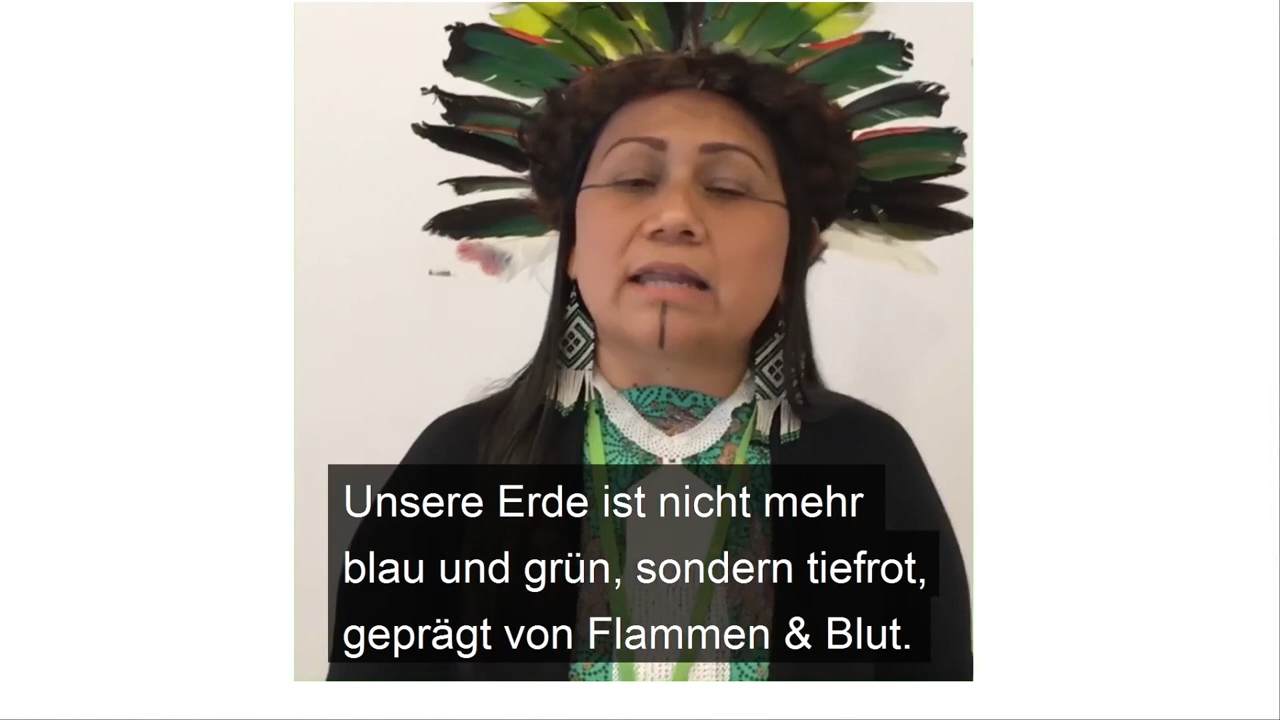 Unsere Erde ist nicht mehr
blau und grün, sondern tiefrot,
geprägt von Flammen & Blut.